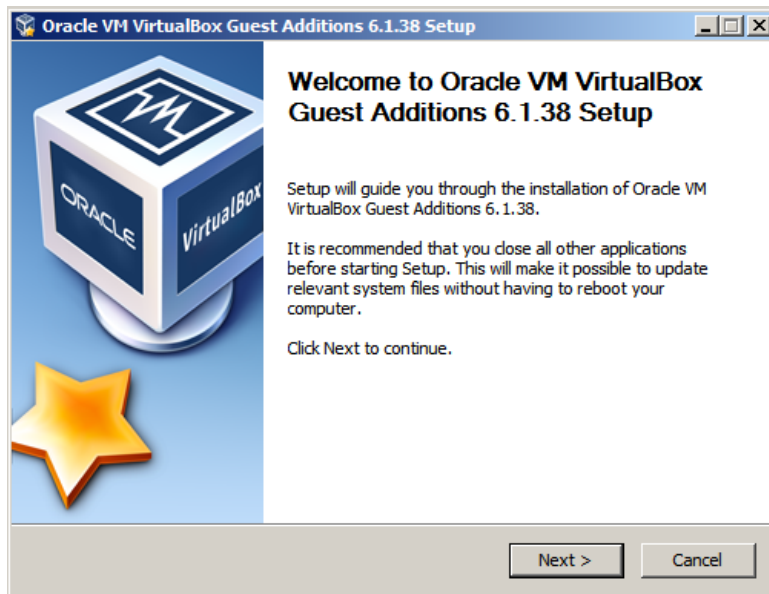 Oracle VM VirtualBox Guest Additions 6.1.38 Setup
Welcome to Oracle VM VirtualBox
Guest Additions 6.1.38 Setup
Setup will guide you through the installation of Oracle VM
VirtualBox Guest Additions 6.1.38.
It is recommended that you close all other applications
before starting Setup. This will make it possible to update
relevant system files without having to reboot your
computer.
Click Next to continue.
ORACLE
VirtualBox
Next >
Cancel